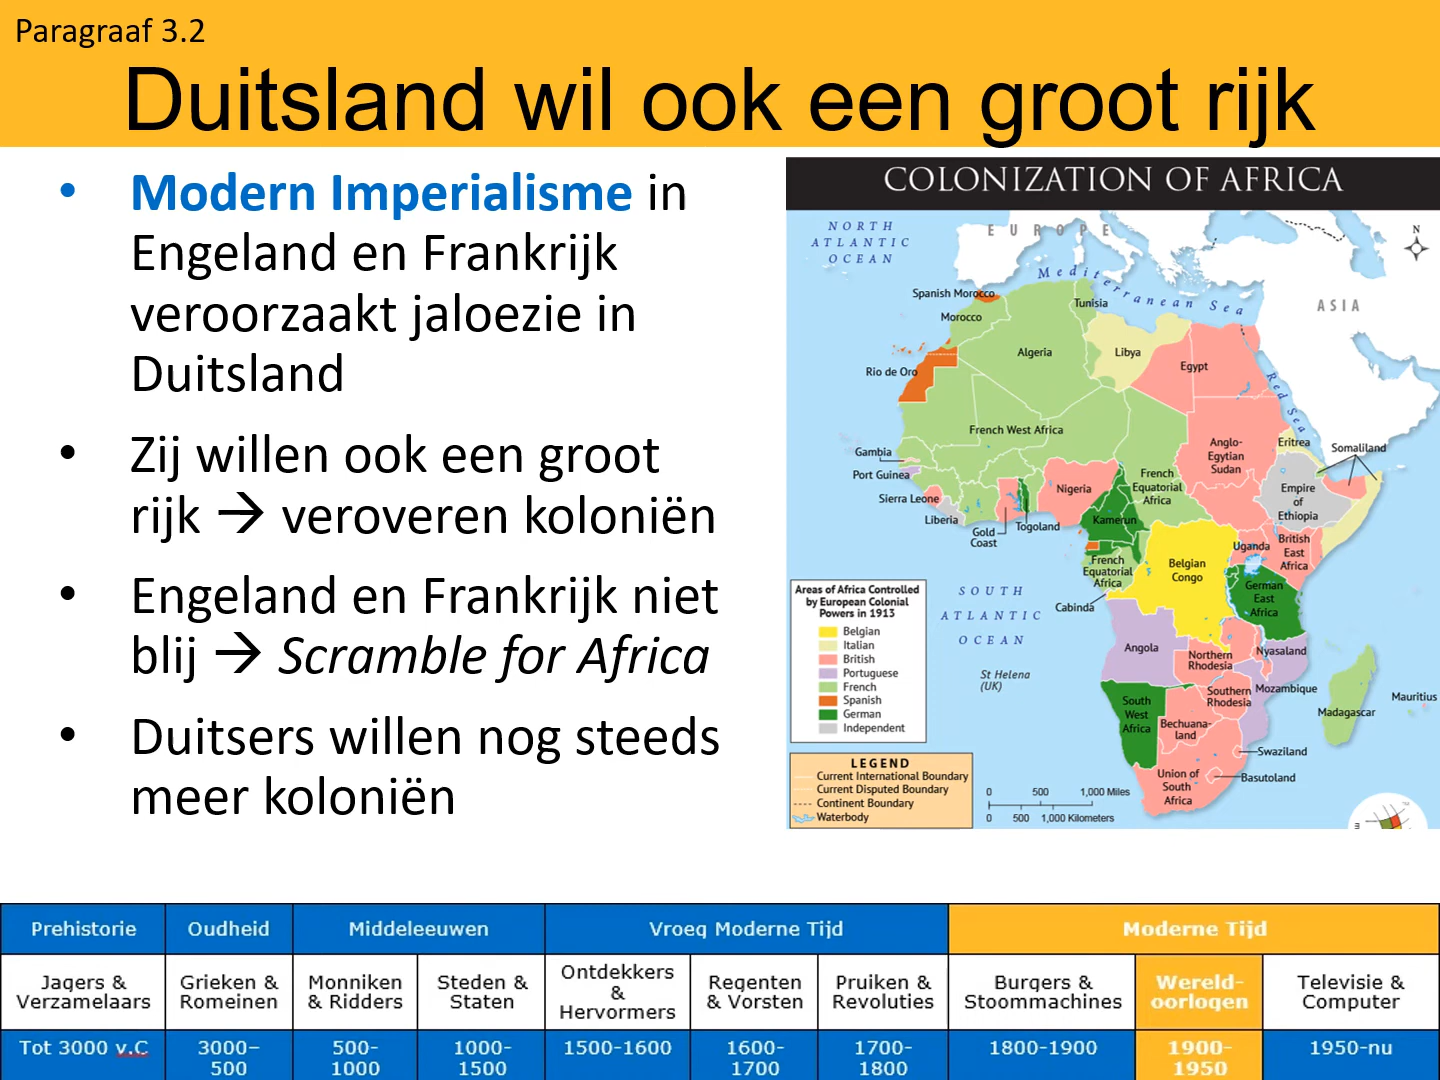 Paragraaf 3.2
Duitsland wil ook een groot rijk
• Modern Imperialisme in
Engeland en Frankrijk
veroorzaakt jaloezie in
Duitsland
• Zij willen ook een groot
rijk → veroveren koloniën
• Engeland en Frankrijk niet
blij → Scramble for Africa
• Duitsers willen nog steeds
meer koloniën
COLONIZATION OF AFRICA
NORTH
ATLANTIC
OCEAN
EUROPE
N
Mediterranean Sea
ASIA
Spanish Morocco
Tunisia
Morocco
Algeria
Libya
Egypt
Rio de Oro
Red Sea
French West Africa
Anglo-
Egyptian
Sudan
Eritrea
Somaliland
Gambia
Port Guinea
Sierra Leone
Liberia
Gold
Coast
Togoland
Nigeria
Kamerun
French
Equatorial
Africa
Empire
of
Ethiopia
Uganda
British
East
Africa
French
Equatorial
Africa
Belgian
Congo
German
East
Africa
Cabinda
SOUTH
ATLANTIC
OCEAN
St Helena
(UK)
Angola
Northern
Rhodesia
Nyasaland
Southern
Rhodesia
Mozambique
Madagascar
Mauritius
South
West
Africa
Bechuana-
land
Swaziland
Basutoland
Union of
South
Africa
Areas of Africa Controlled
by European Colonial
Powers in 1913
Belgian
Italian
British
Portuguese
French
Spanish
German
Independent
LEGEND
Current International Boundary
Current Disputed Boundary
Continent Boundary
Waterbody
0 500 1,000 Miles
0 500 1,000 Kilometers
Prehistorie Oudheid Middeleeuwen Vroeg Moderne Tijd Moderne Tijd
Jagers &
Verzamelaars
Grieken &
Romeinen
Monniken
& Ridders
Steden &
Staten
Ontdekkers
&
Hervormers
Regenten
& Vorsten
Pruiken &
Revoluties
Burgers &
Stoommachines
Wereld-
oorlogen
Televisie &
Computer
Tot 3000 v.C
3000–
500
500-
1000
1000-
1500
1500-1600
1600-
1700
1700-
1800
1800-1900
1900-
1950
1950-nu